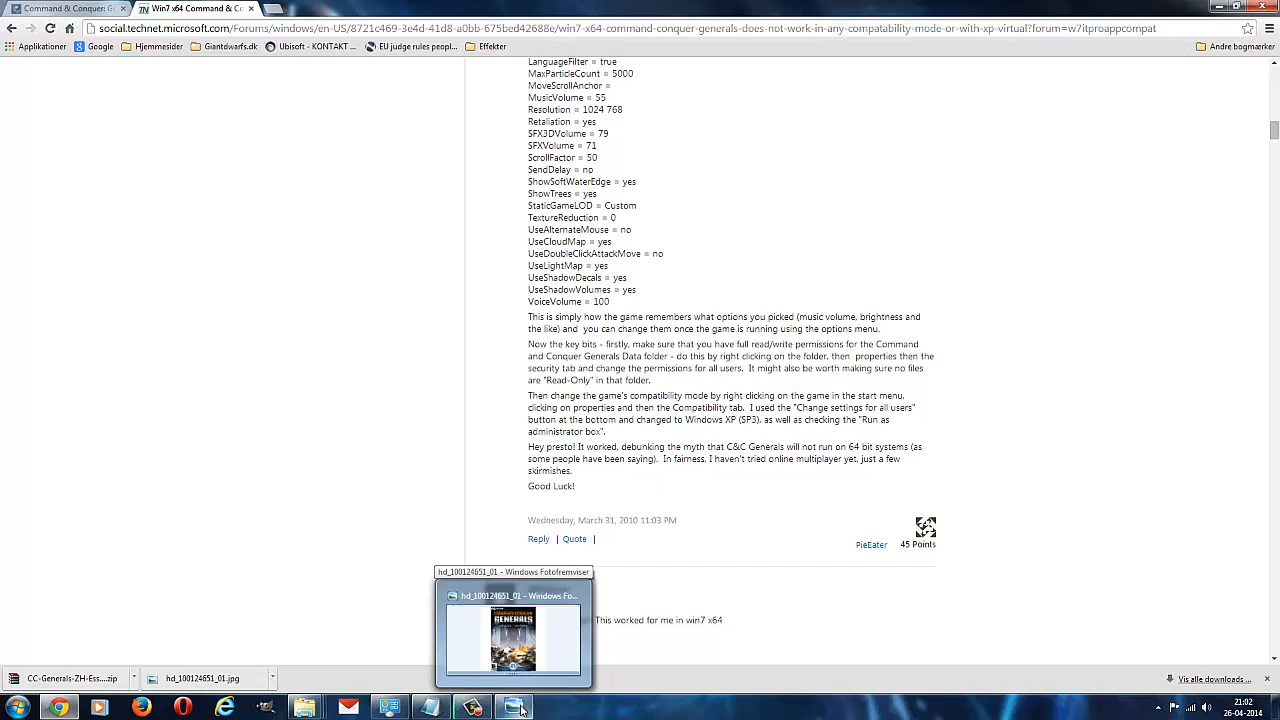 Command & Conquer: G
Win7 x64 Command & Co
social.technet.microsoft.com/Forums/windows/en-US/8721c469-3e4d-41d8-a0bb-675bed42688e/win7-x64-command-conquer-generals-does-not-work-in-any-compatability-mode-or-with-xp-virtual?forum=w7itproappcompat
Applikationer
Google
Hjemmesider
Giantdwarfs.dk
Ubisoft - KONTAKT ...
EU judge rules peopl...
Effekter
Andre bogmærker
LanguageFilter = true
MaxParticleCount = 5000
MoveScrollAnchor =
MusicVolume = 55
Resolution = 1024 768
Retaliation = yes
SFX3DVolume = 79
SFXVolume = 71
ScrollFactor = 50
SendDelay = no
ShowSoftWaterEdge = yes
ShowTrees = yes
StaticGameLOD = Custom
TextureReduction = 0
UseAlternateMouse = no
UseCloudMap = yes
UseDoubleClickAttackMove = no
UseLightMap = yes
UseShadowDecals = yes
UseShadowVolumes = yes
VoiceVolume = 100
This is simply how the game remembers what options you picked (music volume, brightness and
the like) and you can change them once the game is running using the options menu.
Now the key bits - firstly, make sure that you have full read/write permissions for the Command
and Conquer Generals Data folder - do this by right clicking on the folder, then properties then the
security tab and change the permissions for all users. It might also be worth making sure no files
are "Read-Only" in that folder.
Then change the game's compatibility mode by right clicking on the game in the start menu,
clicking on properties and then the Compatibility tab. I used the "Change settings for all users"
button at the bottom and changed to Windows XP (SP3), as well as checking the "Run as
administrator box".
Hey presto! It worked, debunking the myth that C&C Generals will not run on 64 bit systems (as
some people have been saying). In fairness, I haven't tried online multiplayer yet, just a few
skirmishes.
Good Luck!
Wednesday, March 31, 2010 11:03 PM
Reply | Quote |
PieEater 45 Points
hd_100124651_01 - Windows Fotofremviser
hd_100124651_01 - Windows Fo...
GENERALS
This worked for me in win7 x64
CC-Generals-ZH-Ess....zip
hd_100124651_01.jpg
Vis alle downloads ...
21:02
26-04-2014